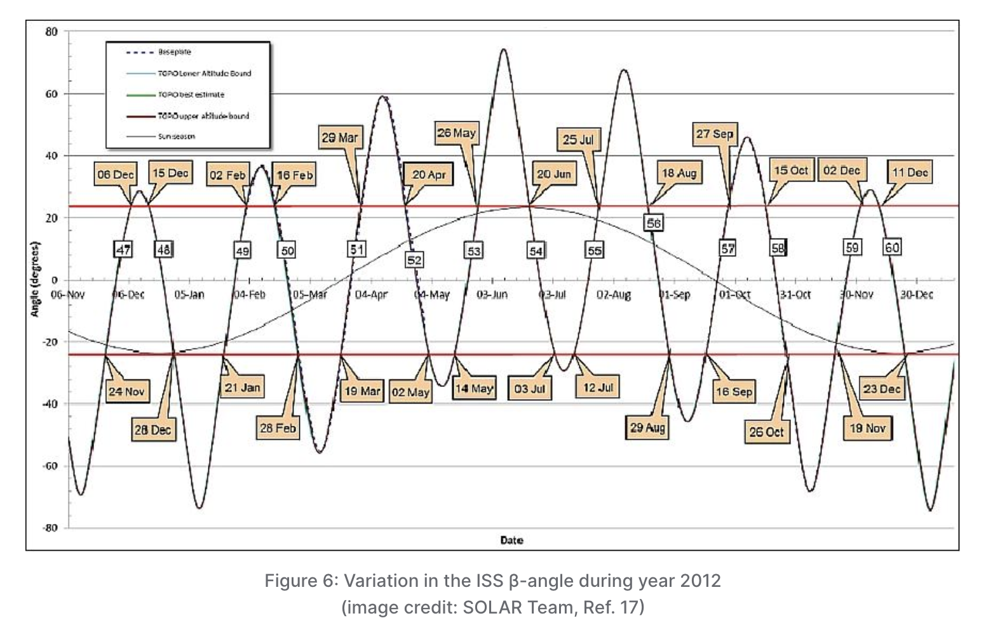 80
Baseplate
TOPO Lower Altitude Bound
TOPO best estimate
60
TOPO upper altitude bound
Sun season
29 Mar
26 May
25 Jul
27 Sep
40
06 Dec
15 Dec
02 Feb
16 Feb
20 Apr
20 Jun
18 Aug
15 Oct
02 Dec
11 Dec
20
56
47
48
49
50
51
52
53
54
55
57
58
59
60
0
06-Nov
06-Dec
05-Jan
04-Feb
05-Mar
04-Apr
04-May
03-Jun
03-Jul
02-Aug
01-Sep
01-Oct
31-Oct
30-Nov
30-Dec
Angle (degrees)
-20
24 Nov
21 Jan
19 Mar
02 May
14 May
03 Jul
12 Jul
16 Sep
23 Dec
-40
28 Dec
28 Feb
29 Aug
26 Oct
19 Nov
-60
-80
Date
Figure 6: Variation in the ISS β-angle during year 2012
(image credit: SOLAR Team, Ref. 17)